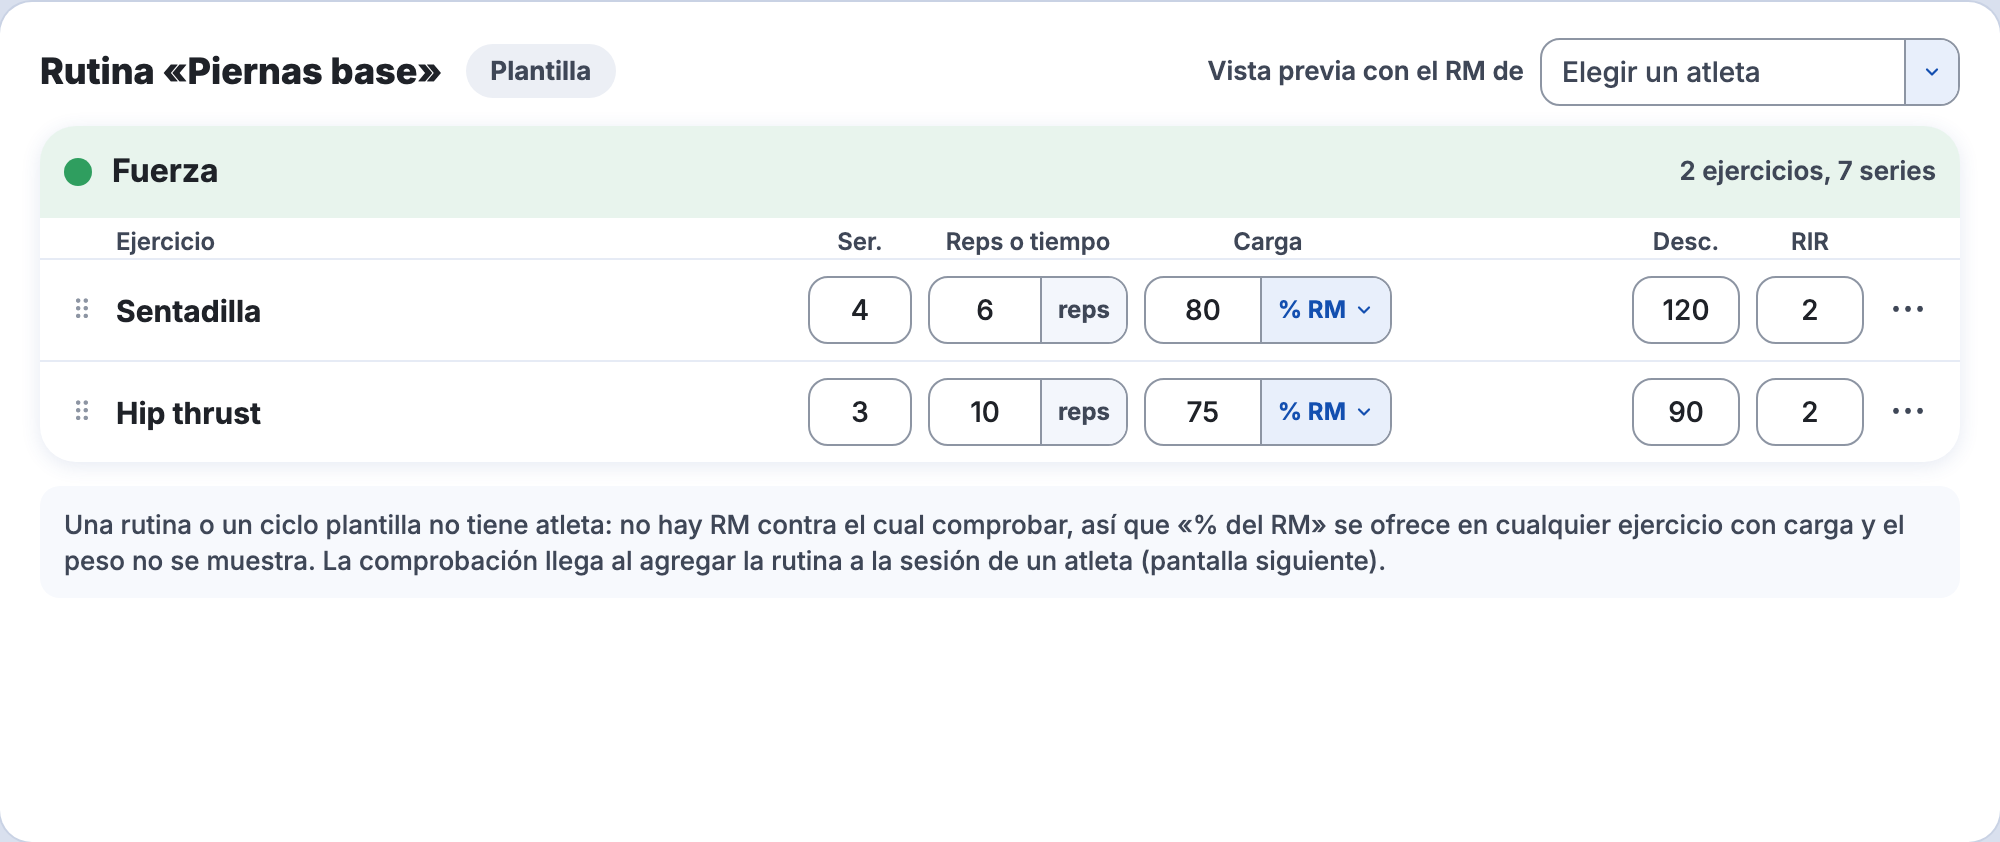 Rutina «Piernas base» Plantilla Vista previa con el RM de Elegir un atleta
Fuerza 2 ejercicios, 7 series
Ejercicio Ser. Reps o tiempo Carga Desc. RIR
Sentadilla 4 6 reps 80 % RM 120 2
Hip thrust 3 10 reps 75 % RM 90 2
Una rutina o un ciclo plantilla no tiene atleta: no hay RM contra el cual comprobar, así que «% del RM» se ofrece en cualquier ejercicio con carga y el
peso no se muestra. La comprobación llega al agregar la rutina a la sesión de un atleta (pantalla siguiente).